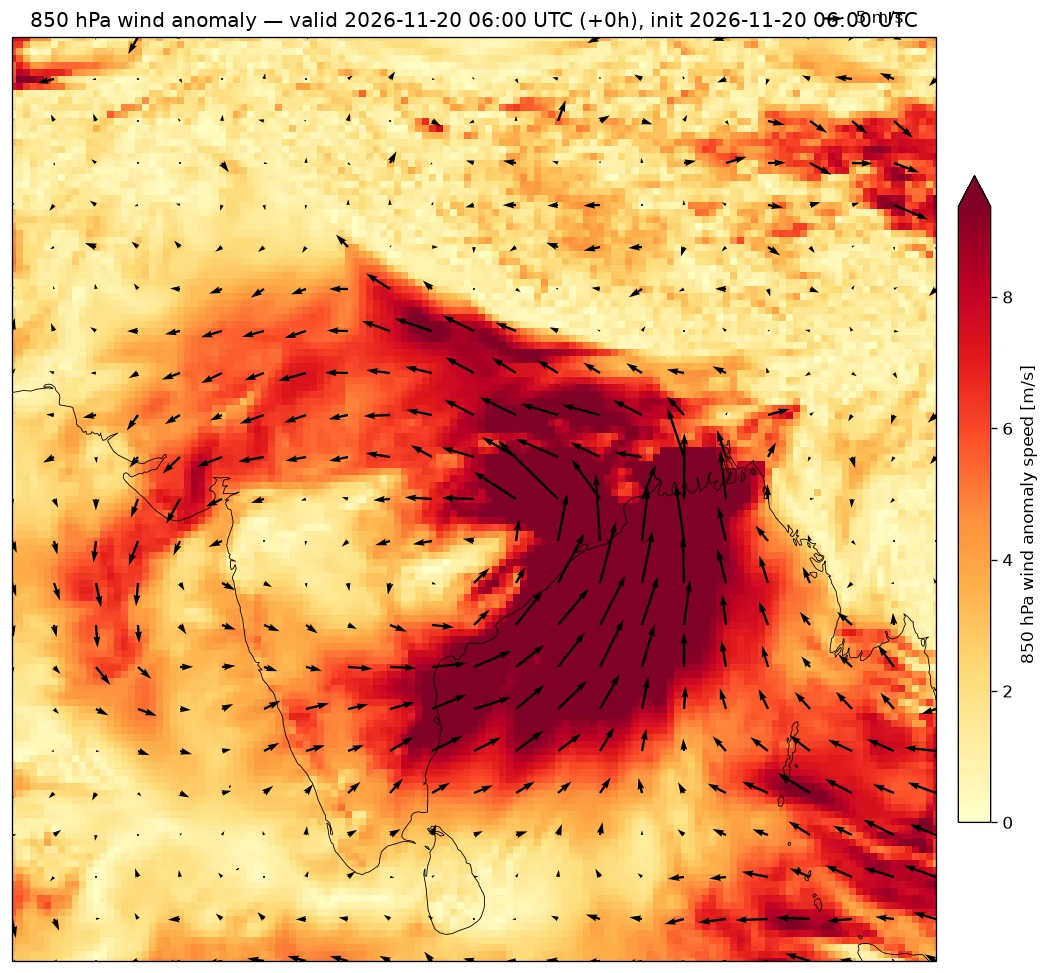 850 hPa wind anomaly — valid 2026-11-20 06:00 UTC (+0h), init 2026-11-20 06:00 UTC
5 m/s
8
6
4
2
0
850 hPa wind anomaly speed [m/s]